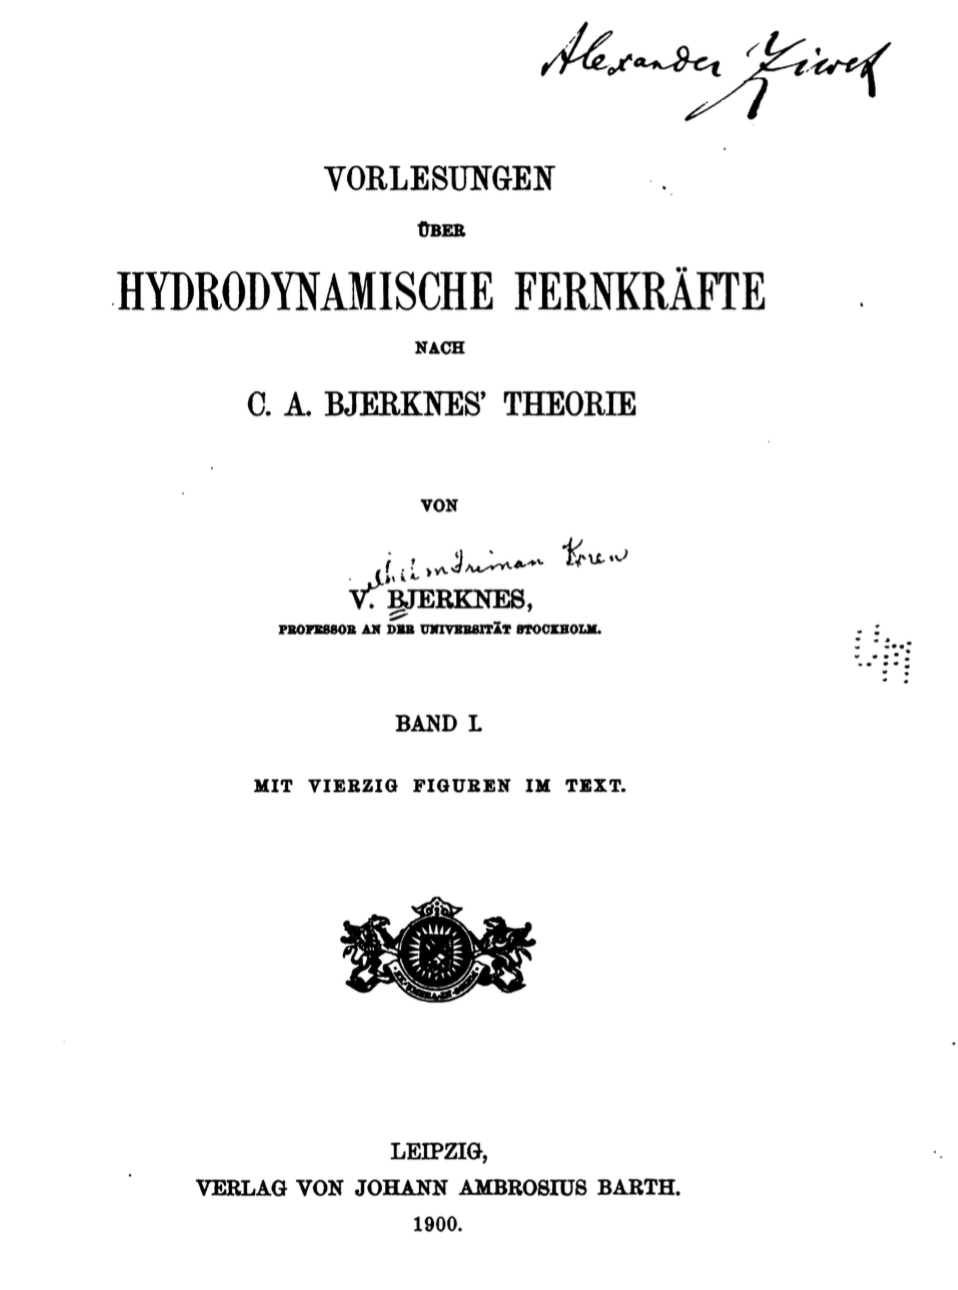 Alexander Ziwet
VORLESUNGEN
ÜBER
HYDRODYNAMISCHE FERNKRÄFTE
NACH
C. A. BJERKNES' THEORIE
VON
ilhelm Friman Koren
V. BJERKNES,
PROFESSOR AN DER UNIVERSITÄT STOCKHOLM.
BAND I.
MIT VIERZIG FIGUREN IM TEXT.
LEIPZIG,
VERLAG VON JOHANN AMBROSIUS BARTH.
1900.